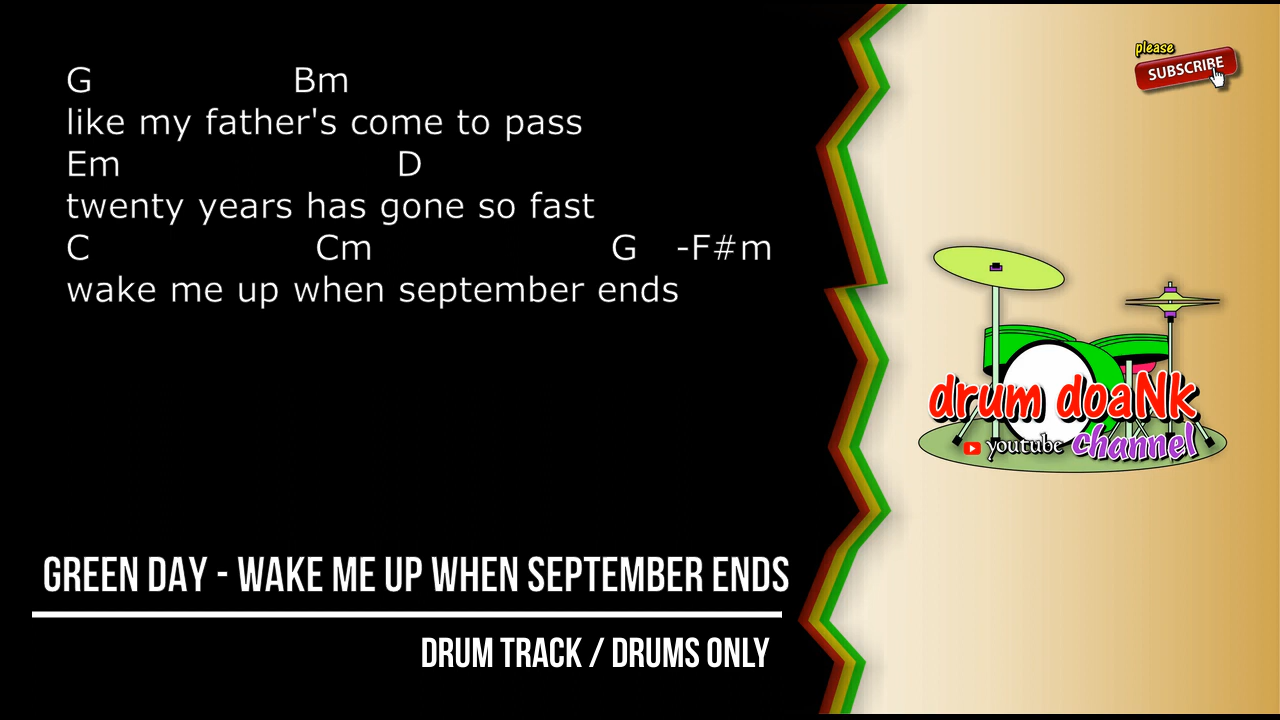 G Bm
like my father's come to pass
Em D
twenty years has gone so fast
C Cm G -F#m
wake me up when september ends
GREEN DAY - WAKE ME UP WHEN SEPTEMBER ENDS
DRUM TRACK / DRUMS ONLY
please
SUBSCRIBE
drum doaNk
youtube channel